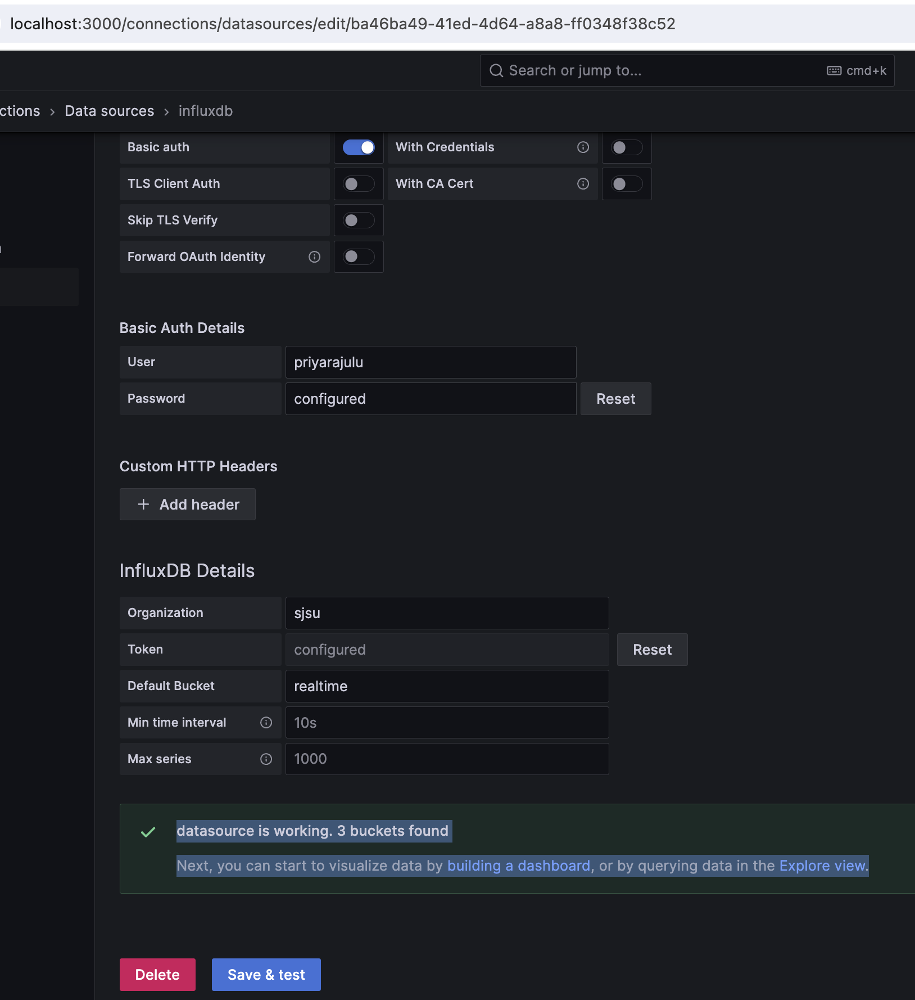 localhost:3000/connections/datasources/edit/ba46ba49-41ed-4d64-a8a8-ff0348f38c52
Search or jump to... cmd+k
ctions › Data sources › influxdb
Basic auth With Credentials
TLS Client Auth With CA Cert
Skip TLS Verify
Forward OAuth Identity
Basic Auth Details
User priyarajulu
Password configured Reset
Custom HTTP Headers
+ Add header
InfluxDB Details
Organization sjsu
Token configured Reset
Default Bucket realtime
Min time interval 10s
Max series 1000
datasource is working. 3 buckets found
Next, you can start to visualize data by building a dashboard, or by querying data in the Explore view.
Delete Save & test